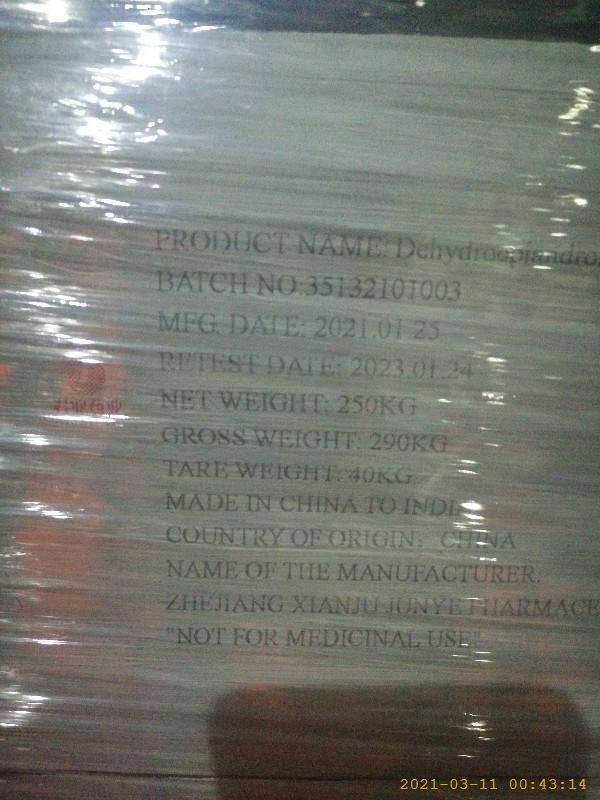 PRODUCT NAME: Dehydroepiandro
BATCH NO:35132101003
MFG. DATE: 2021.01.25
RETEST DATE: 2023.01.24
NET WEIGHT: 250KG
GROSS WEIGHT: 290KG
TARE WEIGHT: 40KG
MADE IN CHINA TO INDI
COUNTRY OF ORIGIN: CHINA
NAME OF THE MANUFACTURER.
ZHEJIANG XIANJU JUNYE PHARMACE
"NOT FOR MEDICINAL USE"
2021-03-11 00:43:14